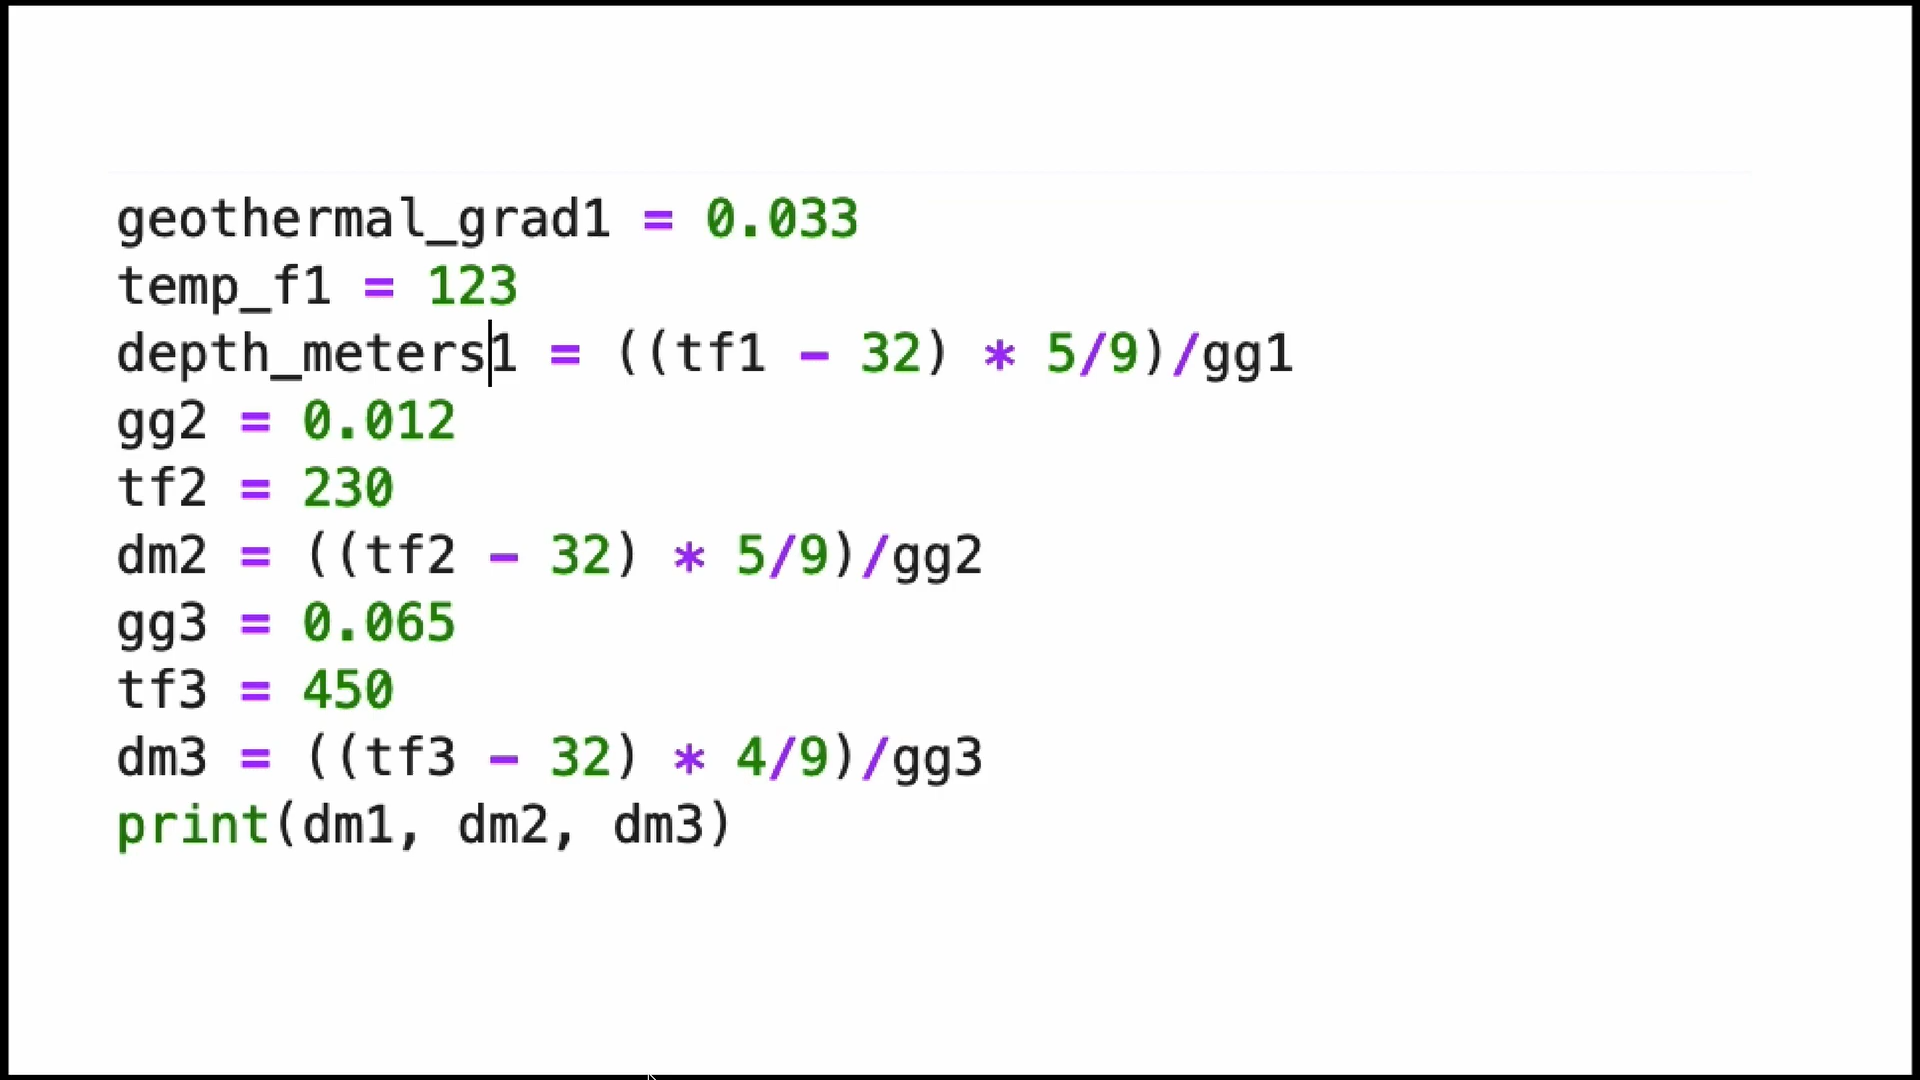 geothermal_grad1 = 0.033
temp_f1 = 123
depth_meters1 = ((tf1 - 32) * 5/9)/gg1
gg2 = 0.012
tf2 = 230
dm2 = ((tf2 - 32) * 5/9)/gg2
gg3 = 0.065
tf3 = 450
dm3 = ((tf3 - 32) * 4/9)/gg3
print(dm1, dm2, dm3)